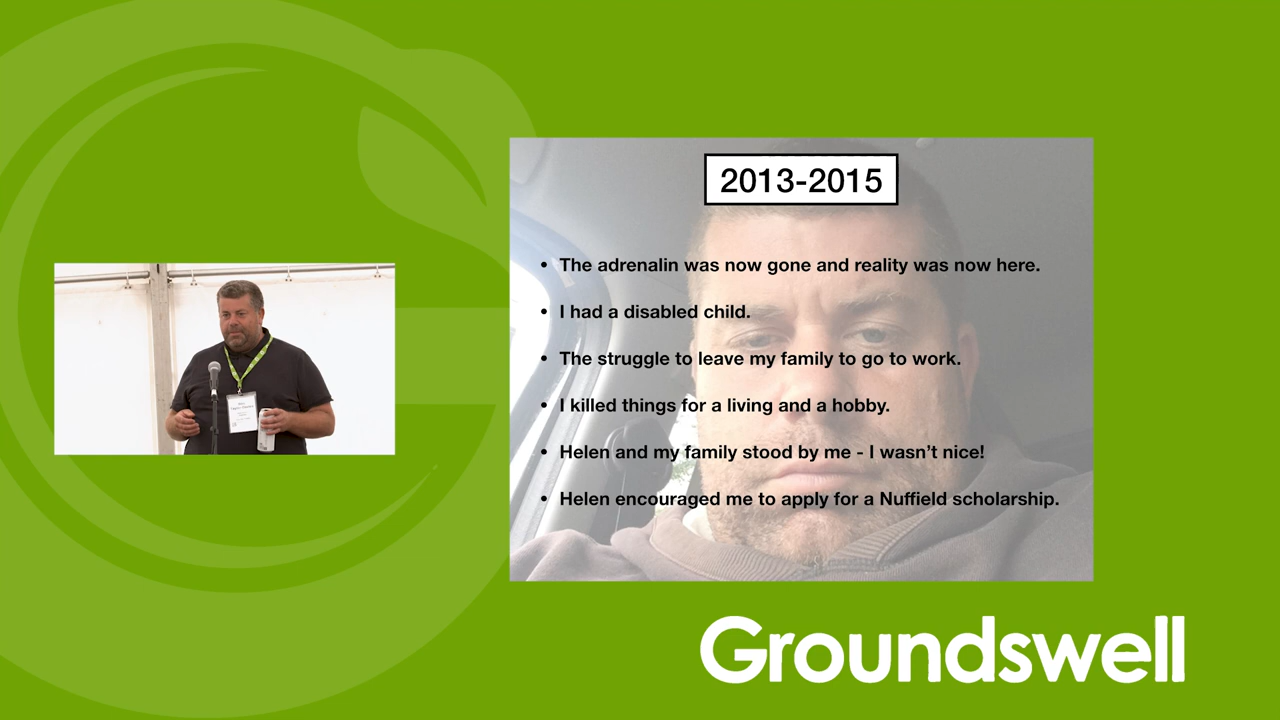 2013-2015
• The adrenalin was now gone and reality was now here.
• I had a disabled child.
• The struggle to leave my family to go to work.
• I killed things for a living and a hobby.
• Helen and my family stood by me - I wasn't nice!
• Helen encouraged me to apply for a Nuffield scholarship.
Groundswell